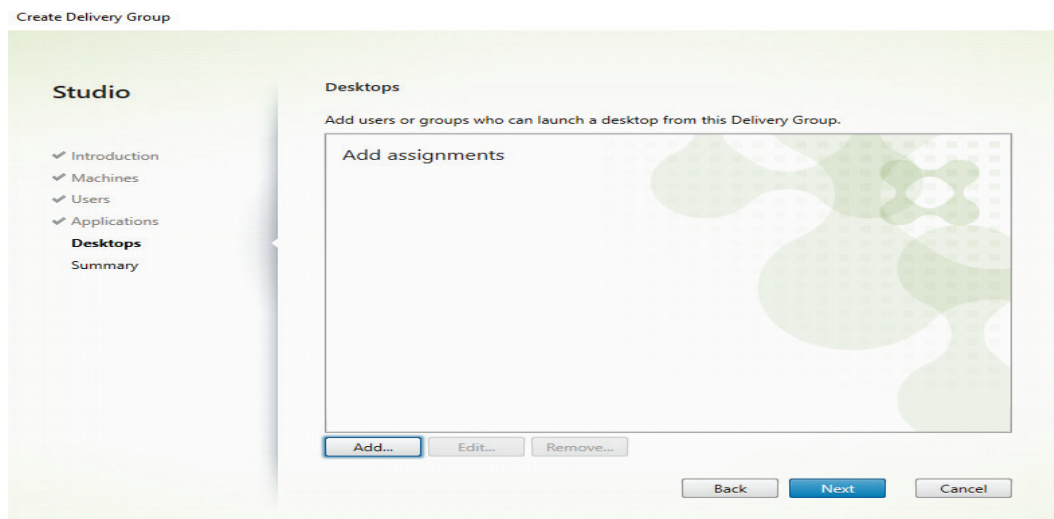 Create Delivery Group
Studio
Introduction
Machines
Users
Applications
Desktops
Summary
Desktops
Add users or groups who can launch a desktop from this Delivery Group.
Add assignments
Add...
Edit...
Remove...
Back
Next
Cancel